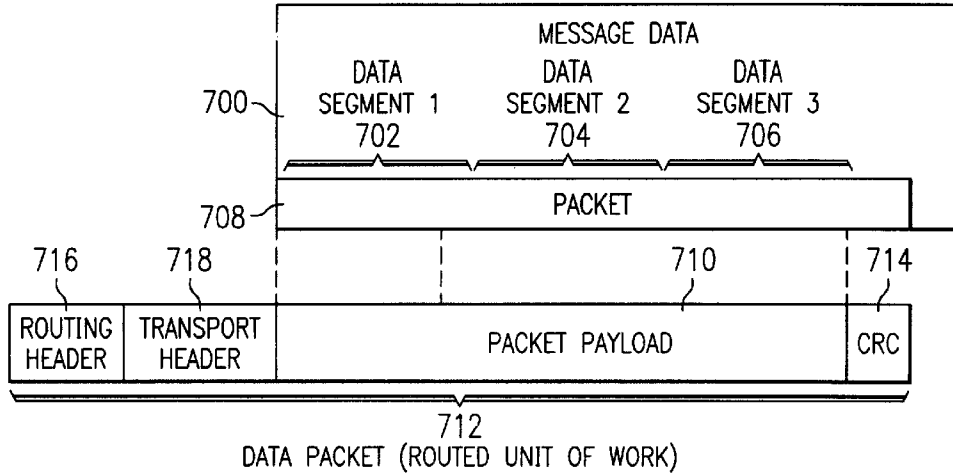 MESSAGE DATA
DATA SEGMENT 1
DATA SEGMENT 2
DATA SEGMENT 3
700
702
704
706
708
PACKET
716
718
710
714
ROUTING HEADER
TRANSPORT HEADER
PACKET PAYLOAD
CRC
712
DATA PACKET (ROUTED UNIT OF WORK)